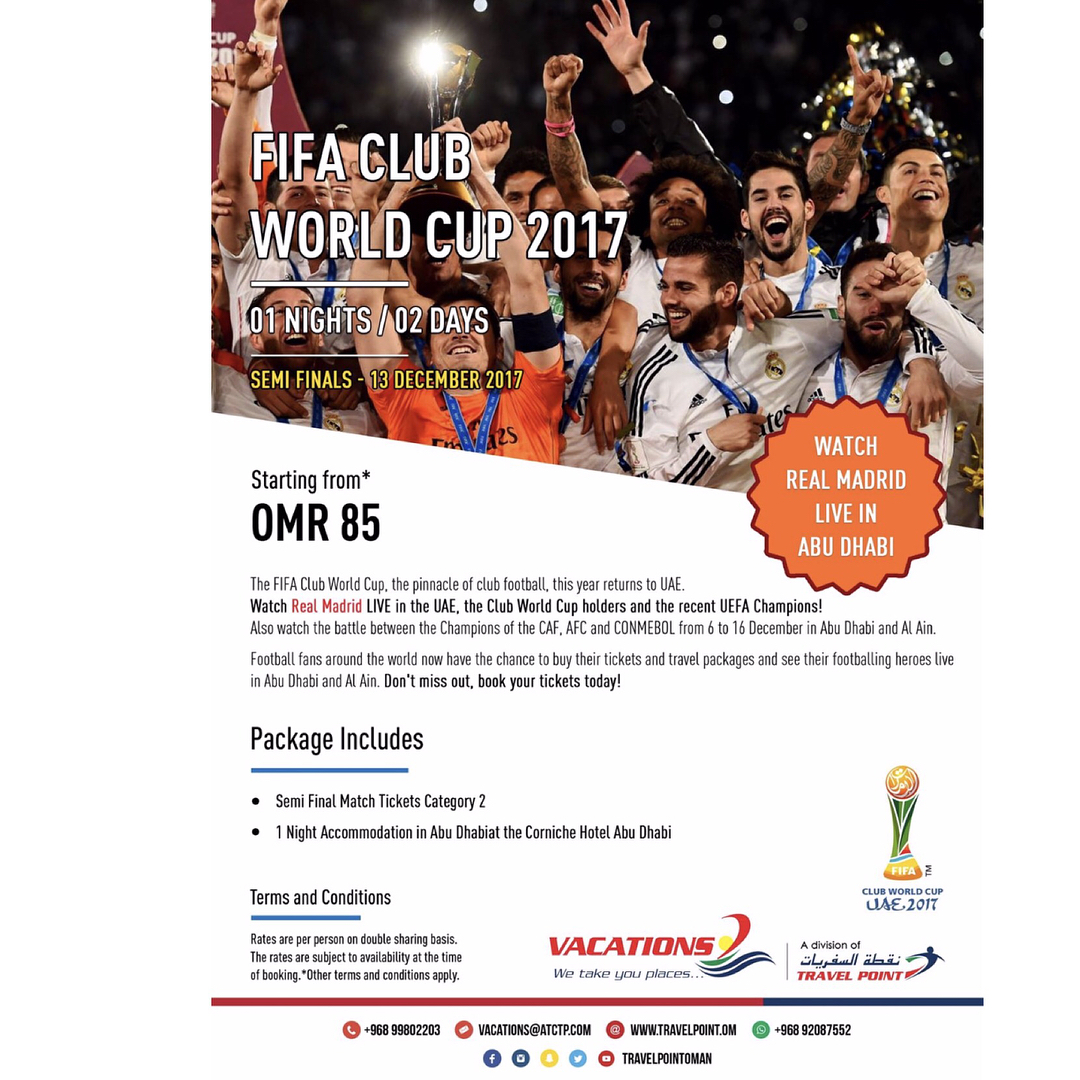 CUP
FIFA CLUB
WORLD CUP 2017
01 NIGHTS / 02 DAYS
SEMI FINALS - 13 DECEMBER 2017
WATCH
REAL MADRID
LIVE IN
ABU DHABI
Starting from*
OMR 85
The FIFA Club World Cup, the pinnacle of club football, this year returns to UAE.
Watch Real Madrid LIVE in the UAE, the Club World Cup holders and the recent UEFA Champions!
Also watch the battle between the Champions of the CAF, AFC and CONMEBOL from 6 to 16 December in Abu Dhabi and Al Ain.
Football fans around the world now have the chance to buy their tickets and travel packages and see their footballing heroes live
in Abu Dhabi and Al Ain. Don't miss out, book your tickets today!
Package Includes
• Semi Final Match Tickets Category 2
• 1 Night Accommodation in Abu Dhabiat the Corniche Hotel Abu Dhabi
FIFA TM
CLUB WORLD CUP
UAE 2017
Terms and Conditions
Rates are per person on double sharing basis.
The rates are subject to availability at the time
of booking.*Other terms and conditions apply.
VACATIONS
We take you places...
A division of
نقطة السفريات
TRAVEL POINT
+968 99802203 VACATIONS@ATCTP.COM WWW.TRAVELPOINT.OM +968 92087552
TRAVELPOINTOMAN